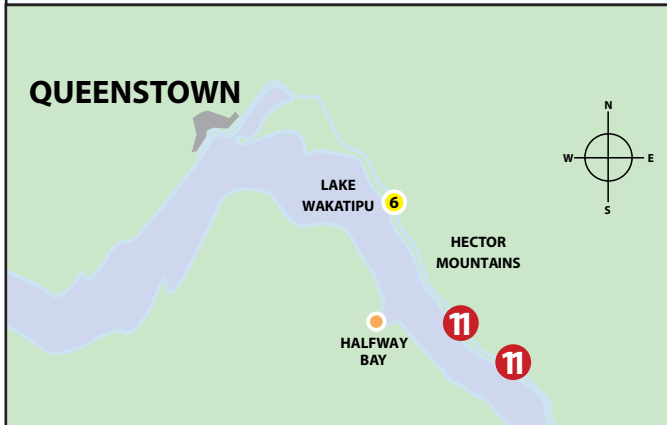 QUEENSTOWN
N
W
E
S
LAKE
WAKATIPU
6
HECTOR
MOUNTAINS
11
HALFWAY
BAY
11